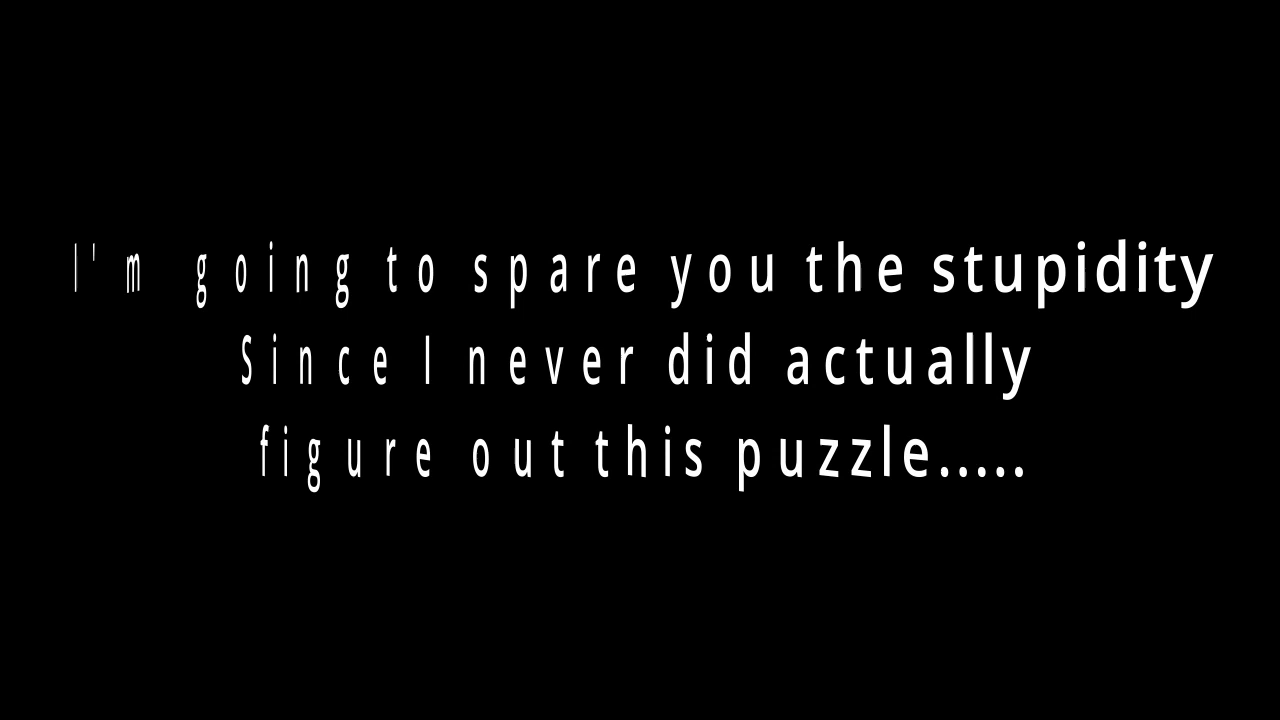 I'm going to spare you the stupidity
Since I never did actually
figure out this puzzle.....